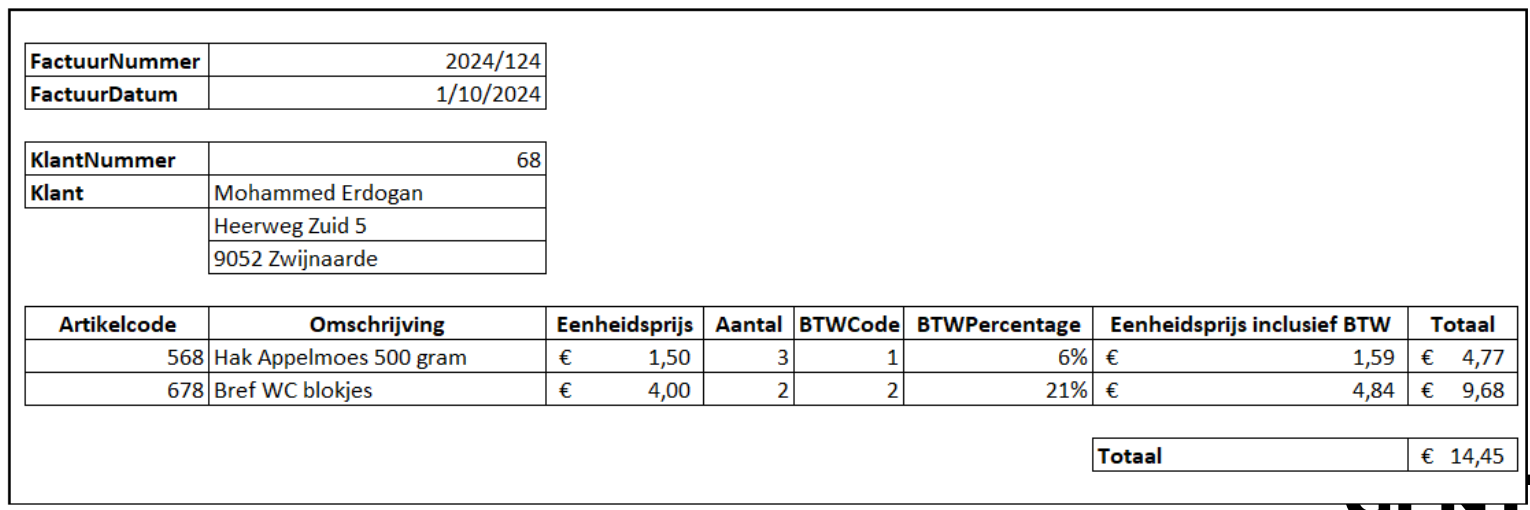 FactuurNummer 2024/124
FactuurDatum 1/10/2024
KlantNummer 68
Klant Mohammed Erdogan
Heerweg Zuid 5
9052 Zwijnaarde
Artikelcode Omschrijving Eenheidsprijs Aantal BTWCode BTWPercentage Eenheidsprijs inclusief BTW Totaal
568 Hak Appelmoes 500 gram € 1,50 3 1 6% € 1,59 € 4,77
678 Bref WC blokjes € 4,00 2 2 21% € 4,84 € 9,68
Totaal € 14,45